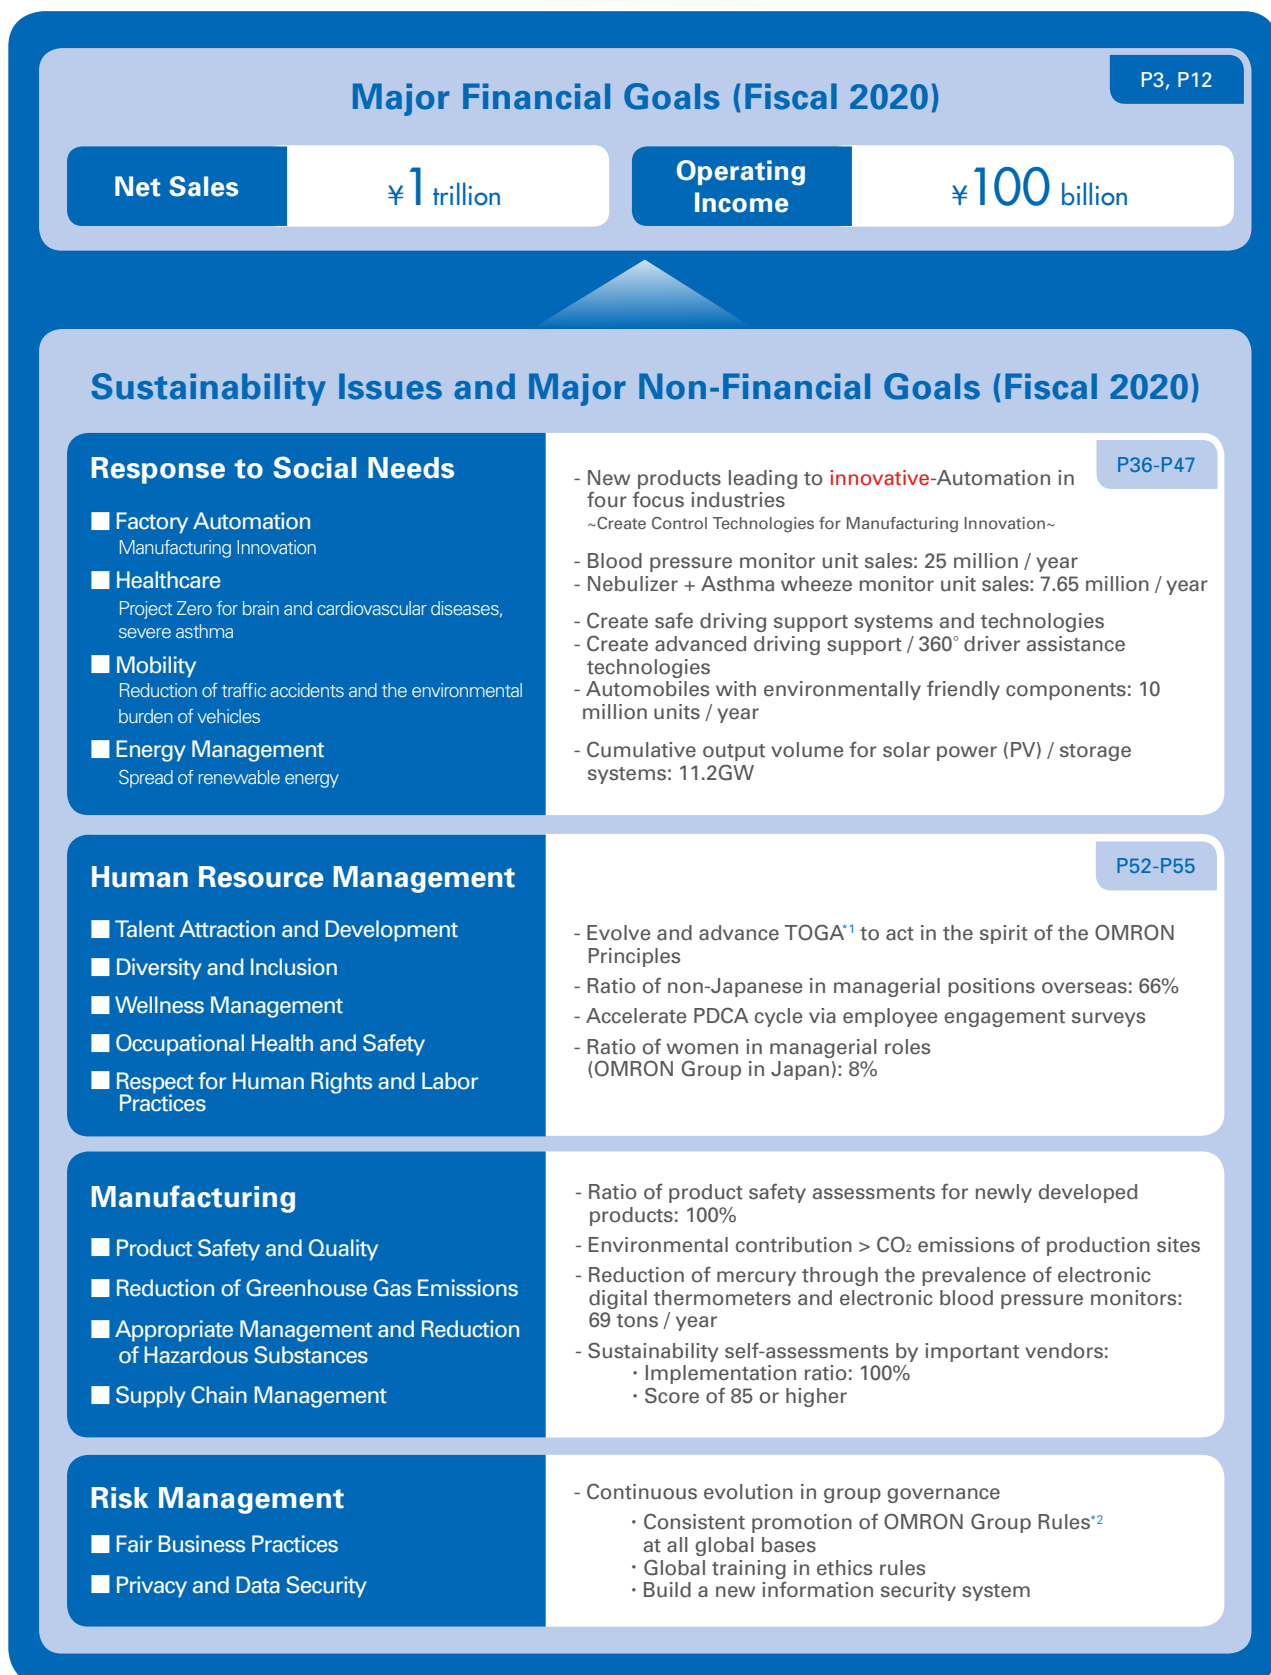 P3, P12
Major Financial Goals (Fiscal 2020)
Net Sales
¥1 trillion
Operating
Income
¥100 billion
Sustainability Issues and Major Non-Financial Goals (Fiscal 2020)
Response to Social Needs
■ Factory Automation
Manufacturing Innovation
■ Healthcare
Project Zero for brain and cardiovascular diseases,
severe asthma
■ Mobility
Reduction of traffic accidents and the environmental
burden of vehicles
■ Energy Management
Spread of renewable energy
P36-P47
- New products leading to innovative-Automation in
four focus industries
~Create Control Technologies for Manufacturing Innovation~
- Blood pressure monitor unit sales: 25 million / year
- Nebulizer + Asthma wheeze monitor unit sales: 7.65 million / year
- Create safe driving support systems and technologies
- Create advanced driving support / 360° driver assistance
technologies
- Automobiles with environmentally friendly components: 10
million units / year
- Cumulative output volume for solar power (PV) / storage
systems: 11.2GW
Human Resource Management
■ Talent Attraction and Development
■ Diversity and Inclusion
■ Wellness Management
■ Occupational Health and Safety
■ Respect for Human Rights and Labor
Practices
P52-P55
- Evolve and advance TOGA*1 to act in the spirit of the OMRON
Principles
- Ratio of non-Japanese in managerial positions overseas: 66%
- Accelerate PDCA cycle via employee engagement surveys
- Ratio of women in managerial roles
(OMRON Group in Japan): 8%
Manufacturing
■ Product Safety and Quality
■ Reduction of Greenhouse Gas Emissions
■ Appropriate Management and Reduction
of Hazardous Substances
■ Supply Chain Management
- Ratio of product safety assessments for newly developed
products: 100%
- Environmental contribution > CO₂ emissions of production sites
- Reduction of mercury through the prevalence of electronic
digital thermometers and electronic blood pressure monitors:
69 tons / year
- Sustainability self-assessments by important vendors:
· Implementation ratio: 100%
· Score of 85 or higher
Risk Management
■ Fair Business Practices
■ Privacy and Data Security
- Continuous evolution in group governance
· Consistent promotion of OMRON Group Rules*2
at all global bases
· Global training in ethics rules
· Build a new information security system